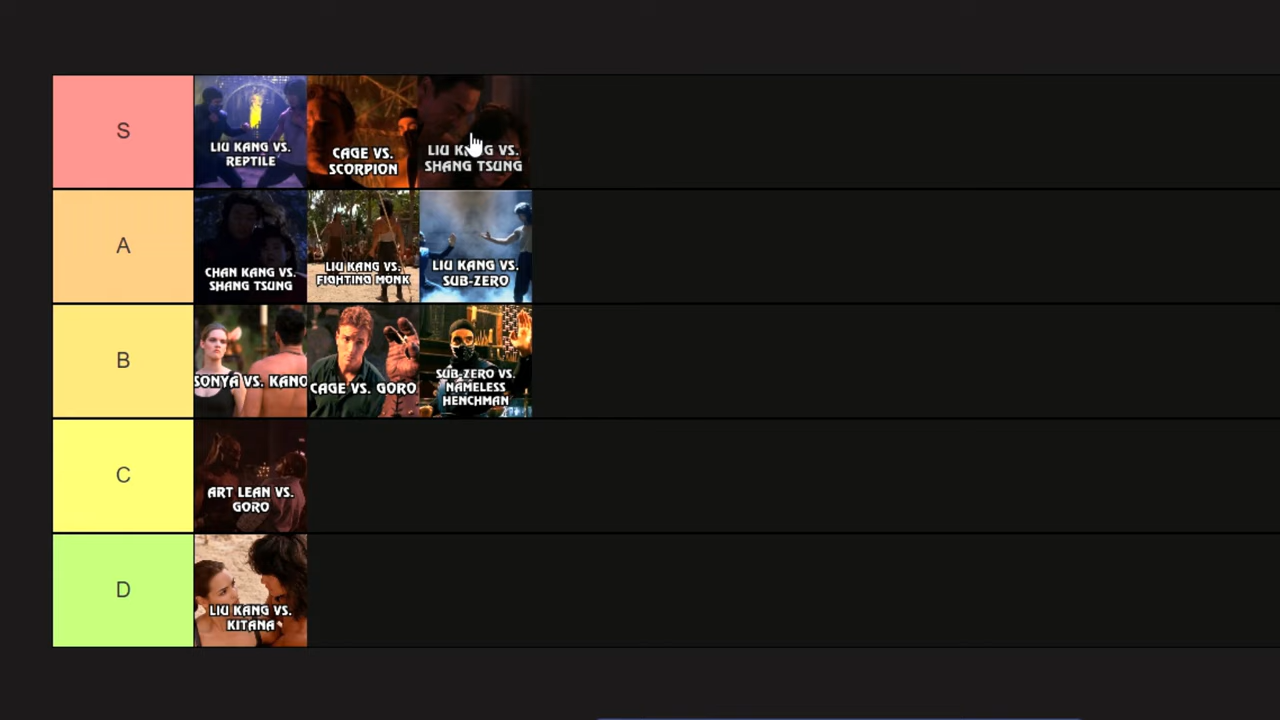 S
LIU KANG VS.
REPTILE
CAGE VS.
SCORPION
LIU KANG VS.
SHANG TSUNG
A
CHAN KANG VS.
SHANG TSUNG
LIU KANG VS.
FIGHTING MONK
LIU KANG VS.
SUB-ZERO
B
SONYA VS. KANO
CAGE VS. GORO
SUB-ZERO VS.
NAMELESS
HENCHMAN
C
ART LEAN VS.
GORO
D
LIU KANG VS.
KITANA